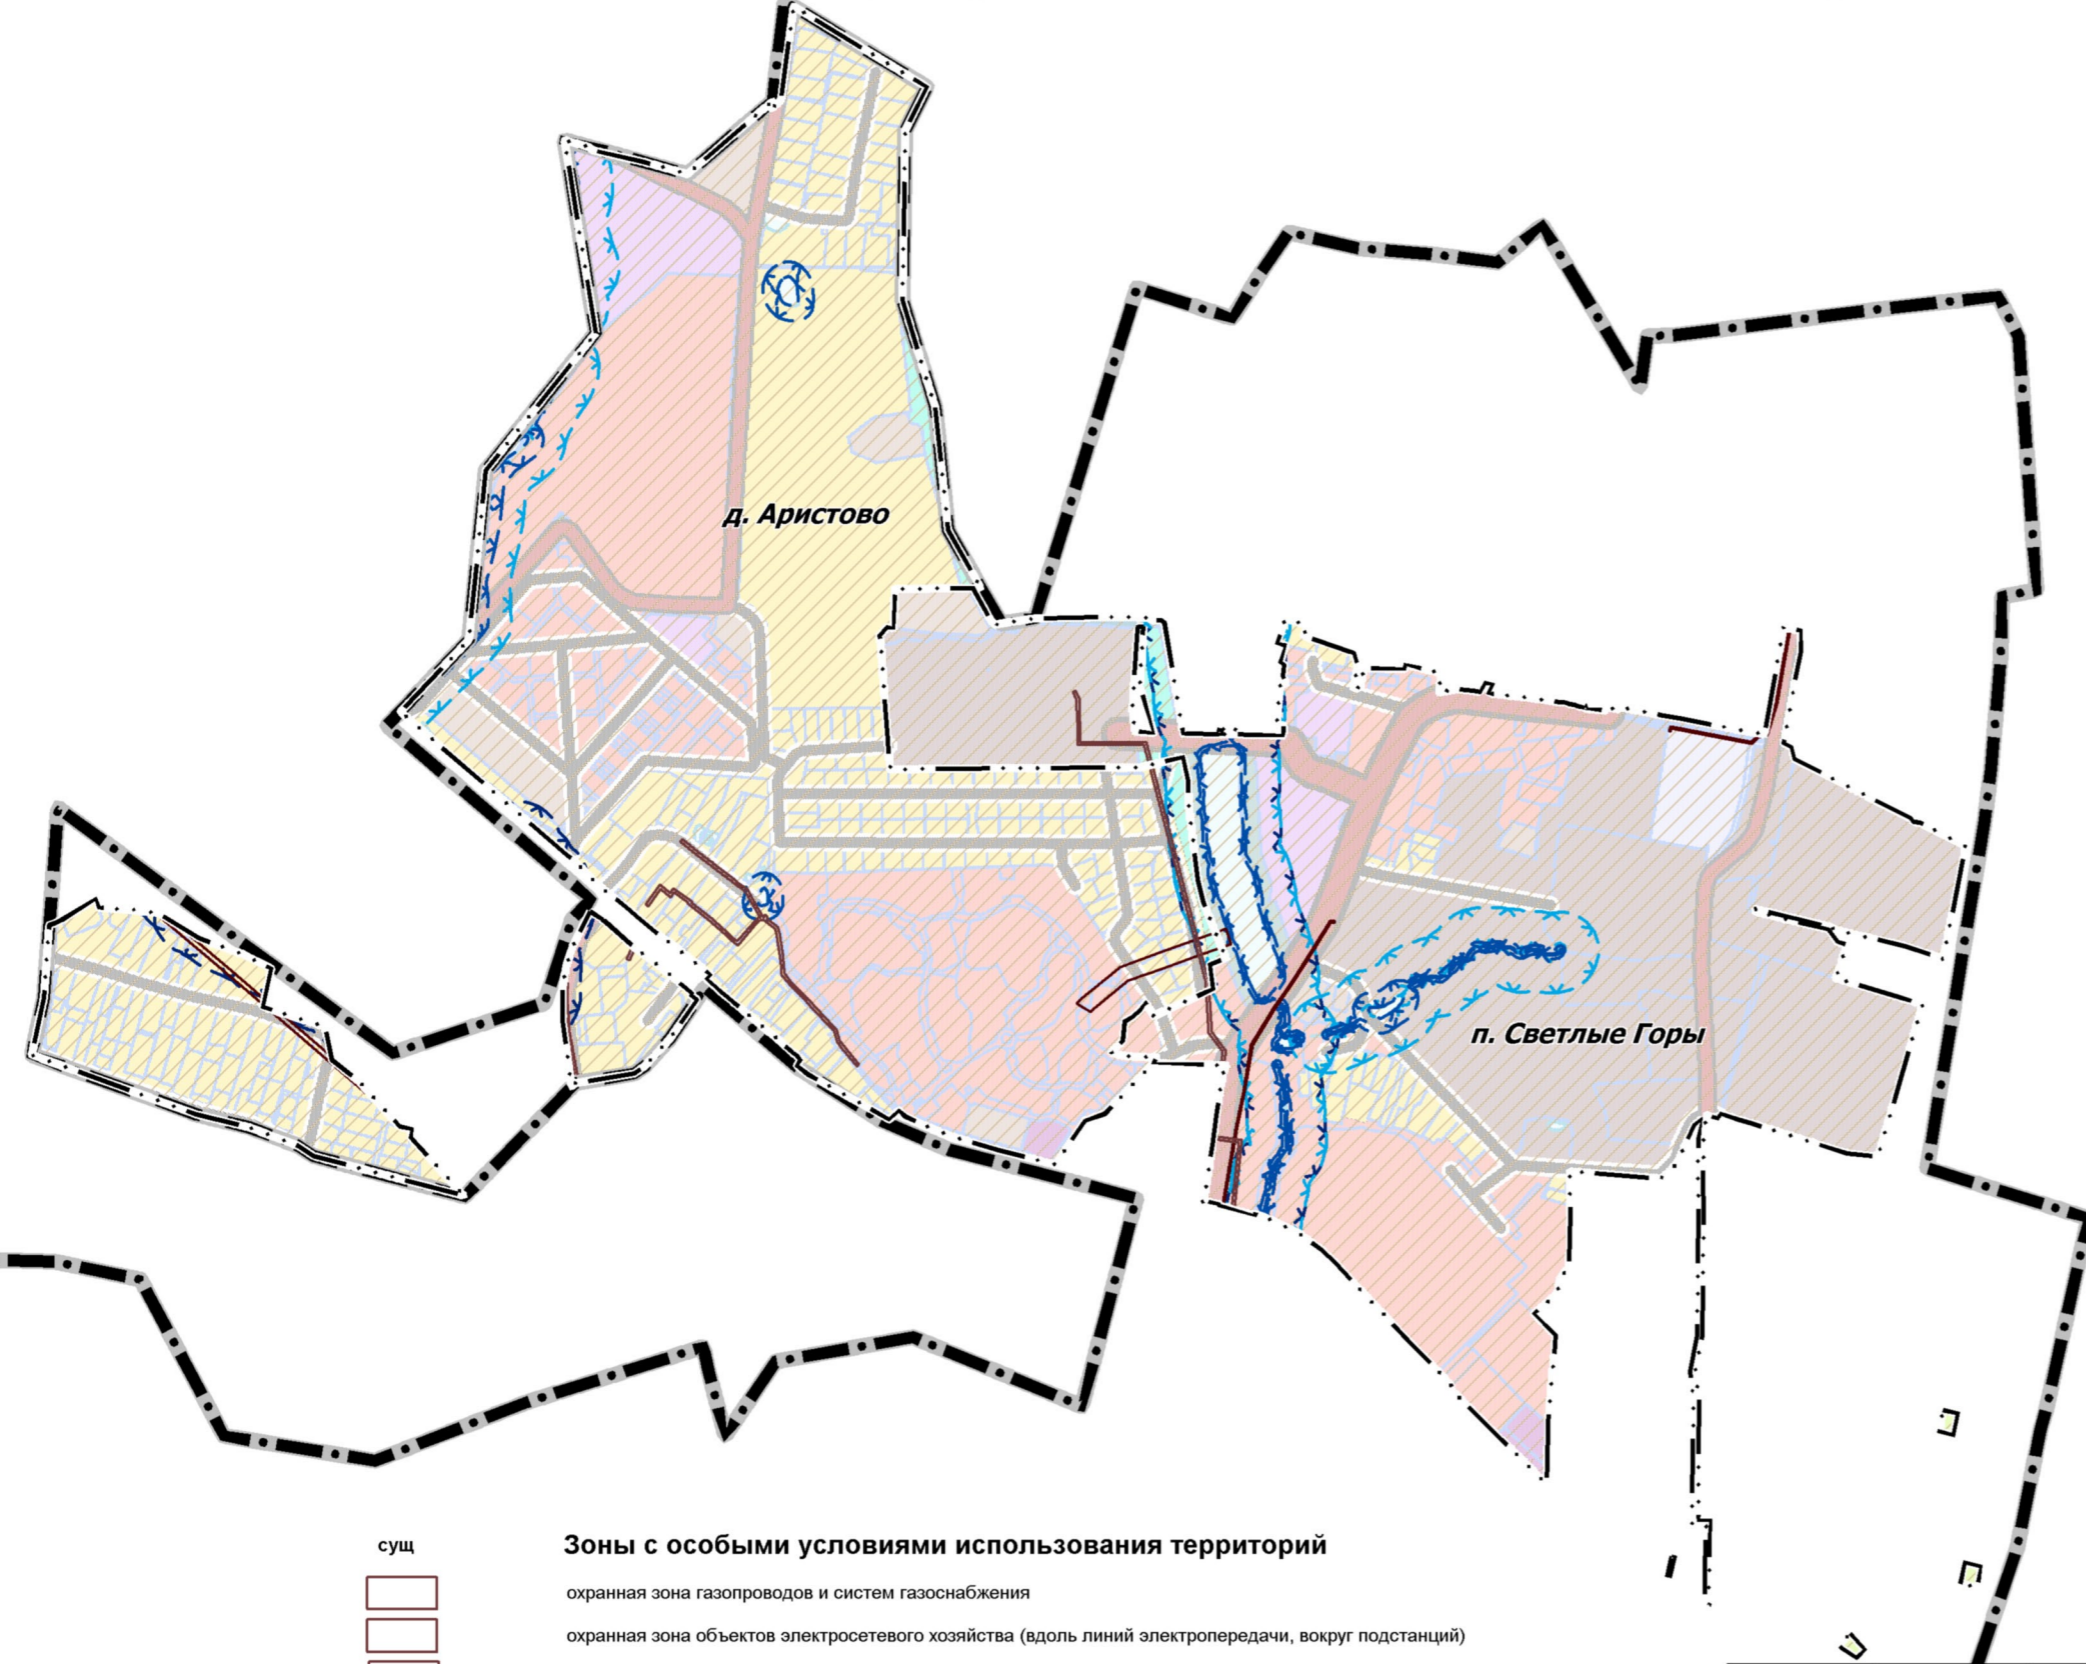 д. Аристово
п. Светлые Горы
сущ Зоны с особыми условиями использования территорий
охранная зона газопроводов и систем газоснабжения
охранная зона объектов электросетевого хозяйства (вдоль линий электропередачи, вокруг подстанций)